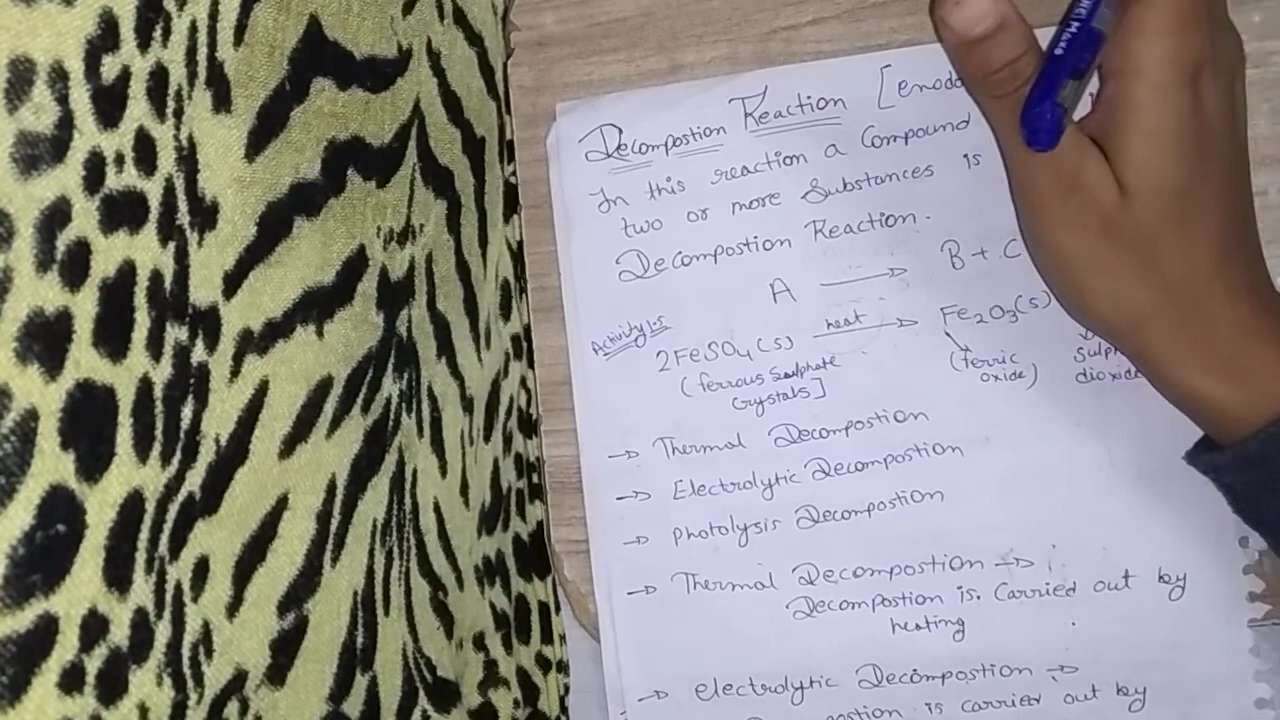 Decompostion Reaction
In this reaction a Compound
two or more Substances is
Decompostion Reaction.
A → B + C
Activity 1.5
2FeSO4(s) heat → Fe2O3(s)
(ferrous Saulphate Crystals]
(ferric oxide)
dioxide
→ Thermal Decompostion
→ Electrolytic Decompostion
→ Photolysis Decompostion
→ Thermal Decompostion →
Decompostion is. Carried out by
heating
→ electrolytic Decompostion →
is carried out by